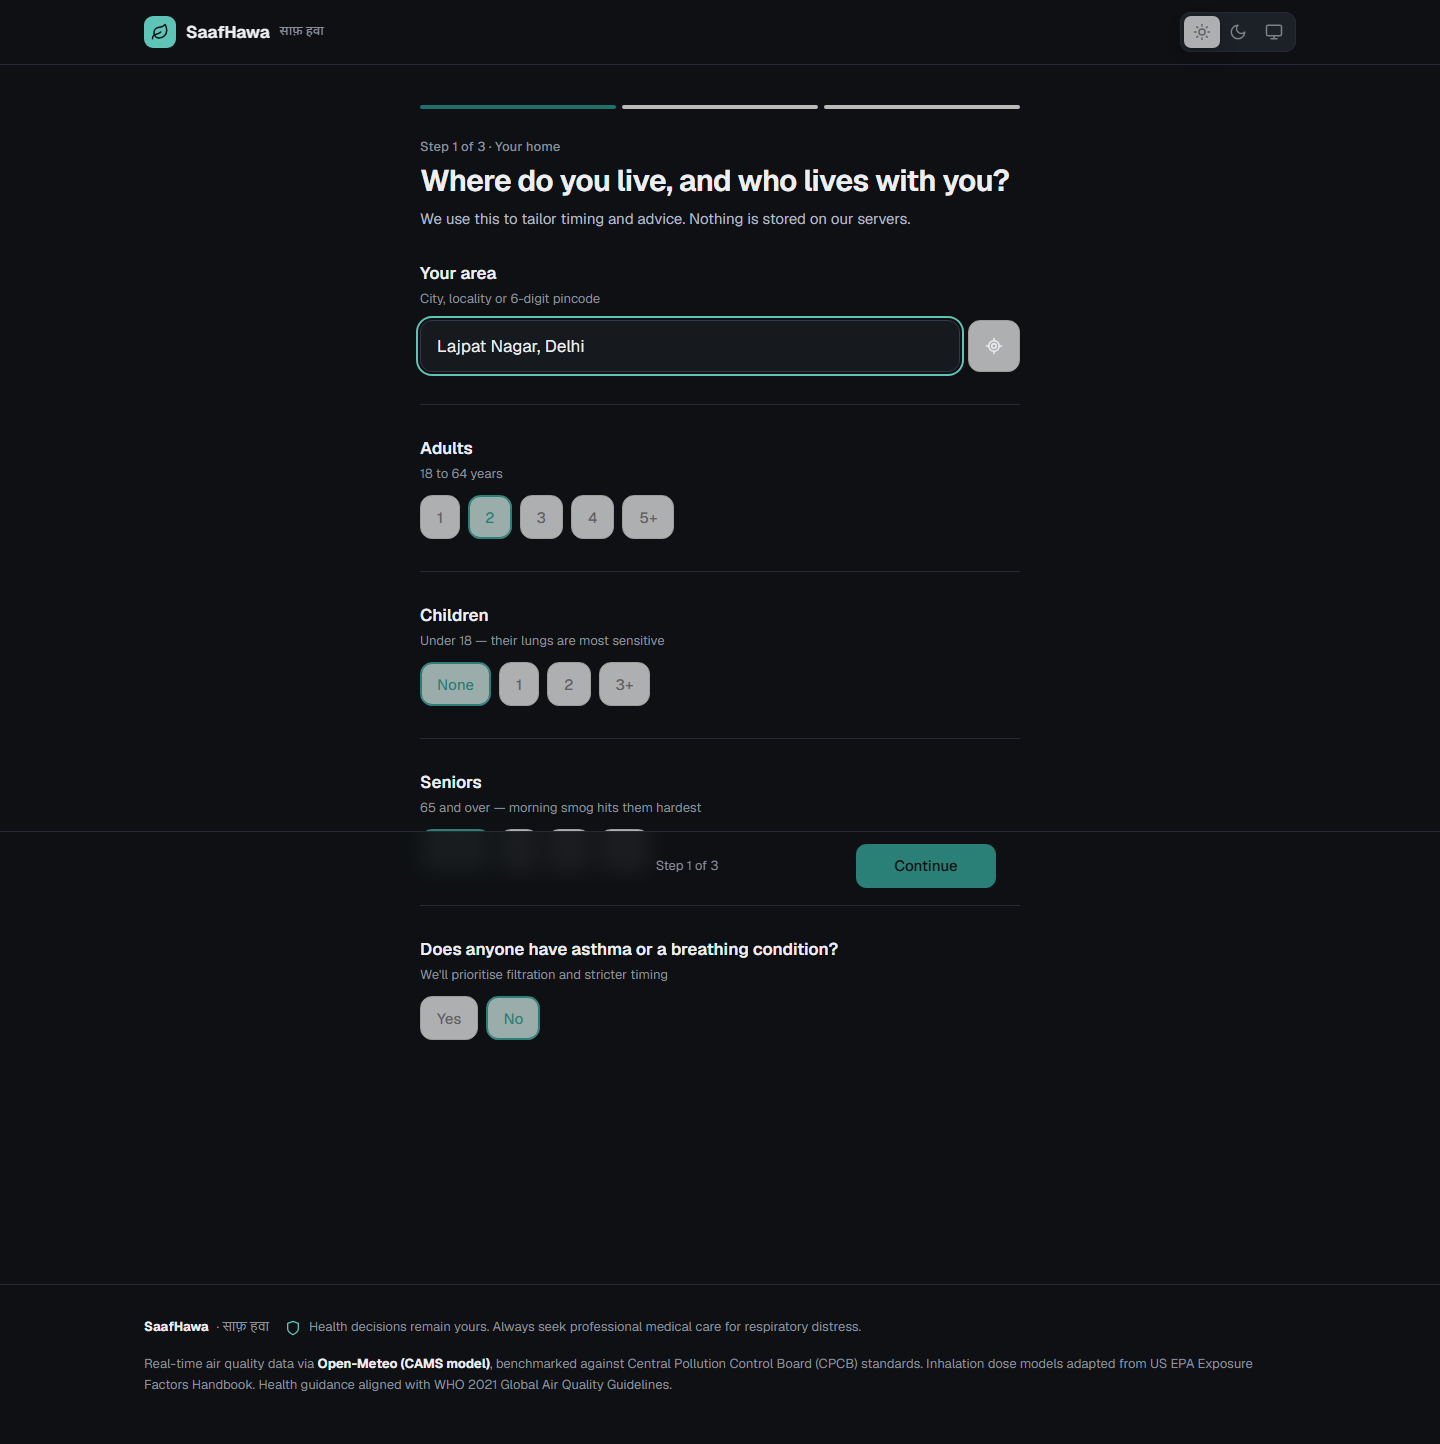 SaafHawa साफ़ हवा
Step 1 of 3 · Your home
Where do you live, and who lives with you?
We use this to tailor timing and advice. Nothing is stored on our servers.
Your area
City, locality or 6-digit pincode
Lajpat Nagar, Delhi
Adults
18 to 64 years
1 2 3 4 5+
Children
Under 18 — their lungs are most sensitive
None 1 2 3+
Seniors
65 and over — morning smog hits them hardest
Step 1 of 3 Continue
Does anyone have asthma or a breathing condition?
We'll prioritise filtration and stricter timing
Yes No
SaafHawa · साफ़ हवा Health decisions remain yours. Always seek professional medical care for respiratory distress.
Real-time air quality data via Open-Meteo (CAMS model), benchmarked against Central Pollution Control Board (CPCB) standards. Inhalation dose models adapted from US EPA Exposure
Factors Handbook. Health guidance aligned with WHO 2021 Global Air Quality Guidelines.